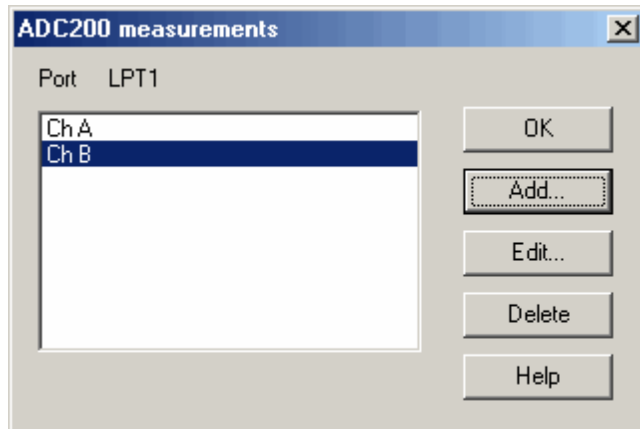 ADC200 measurements
Port LPT1
Ch A
Ch B
OK
Add...
Edit...
Delete
Help